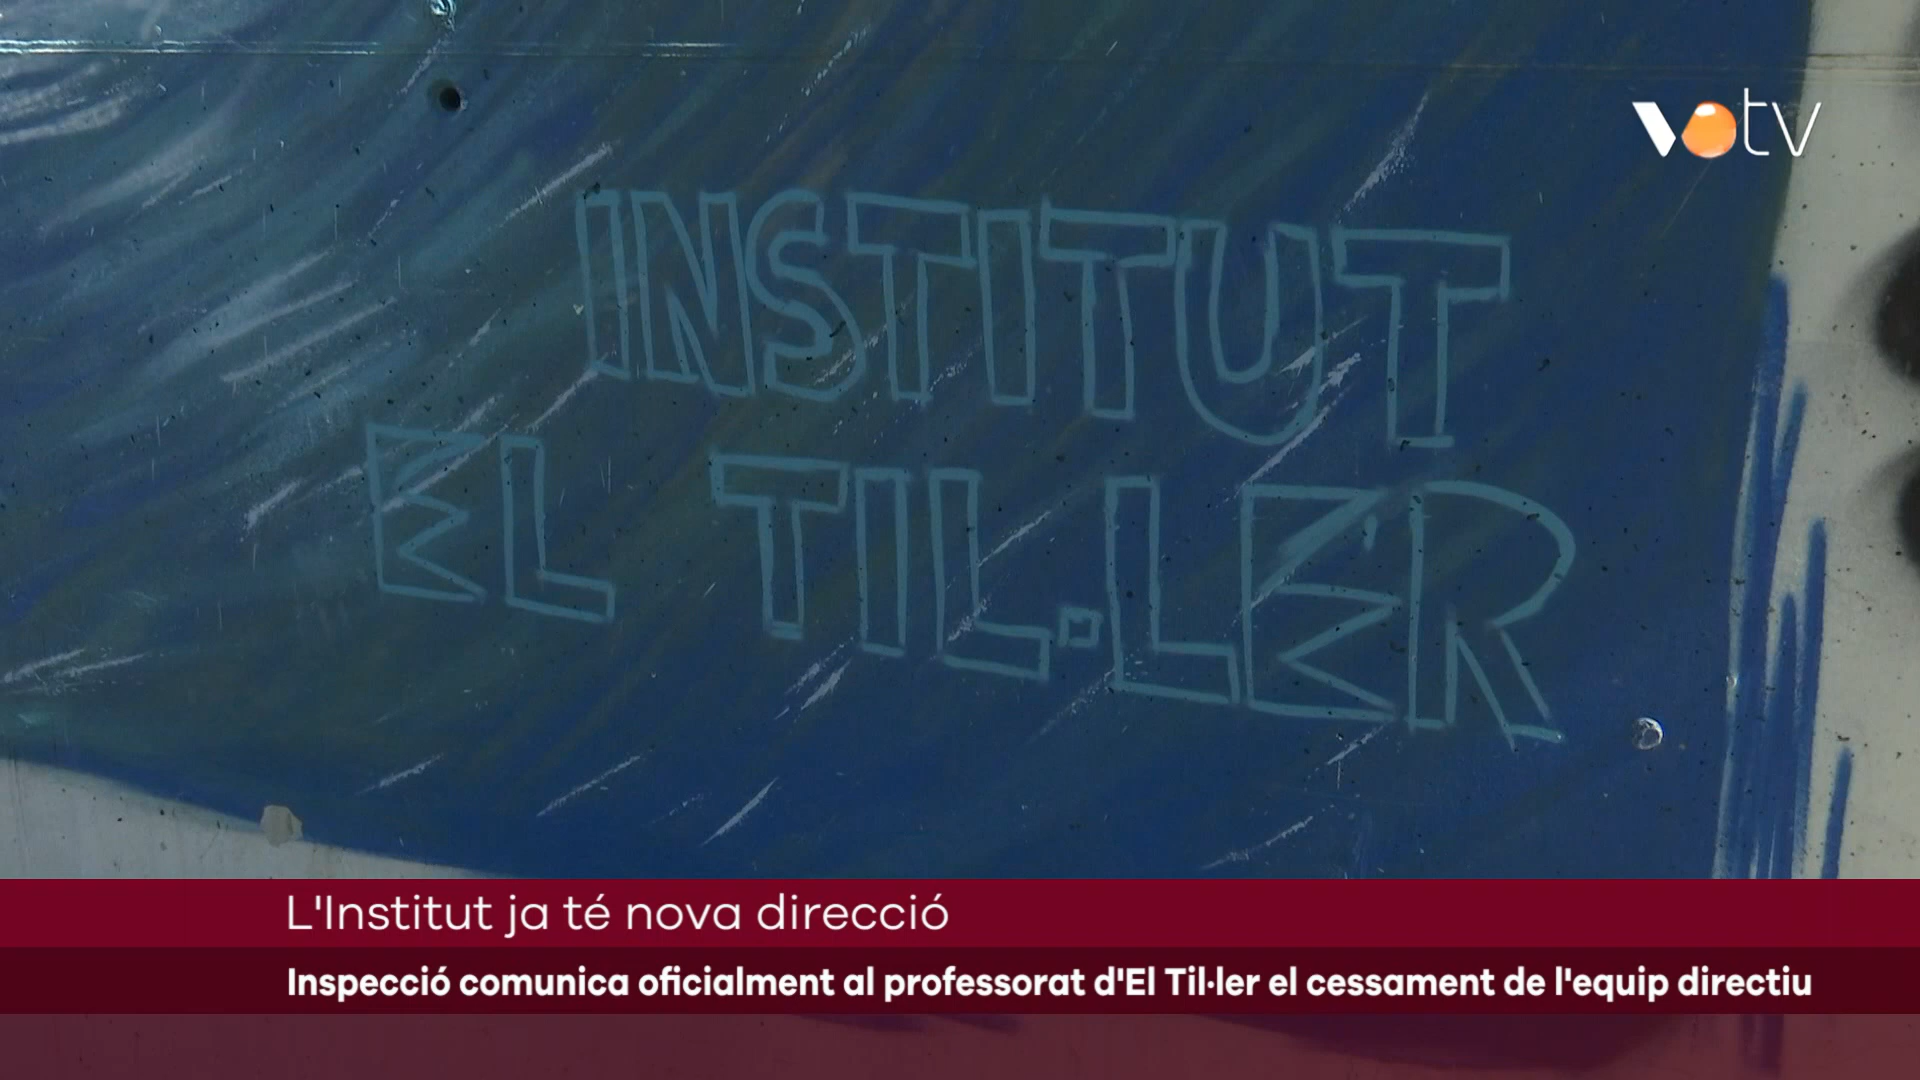 votv
INSTITUT
EL TIL·LER
L'Institut ja té nova direcció
Inspecció comunica oficialment al professorat d'El Til·ler el cessament de l'equip directiu